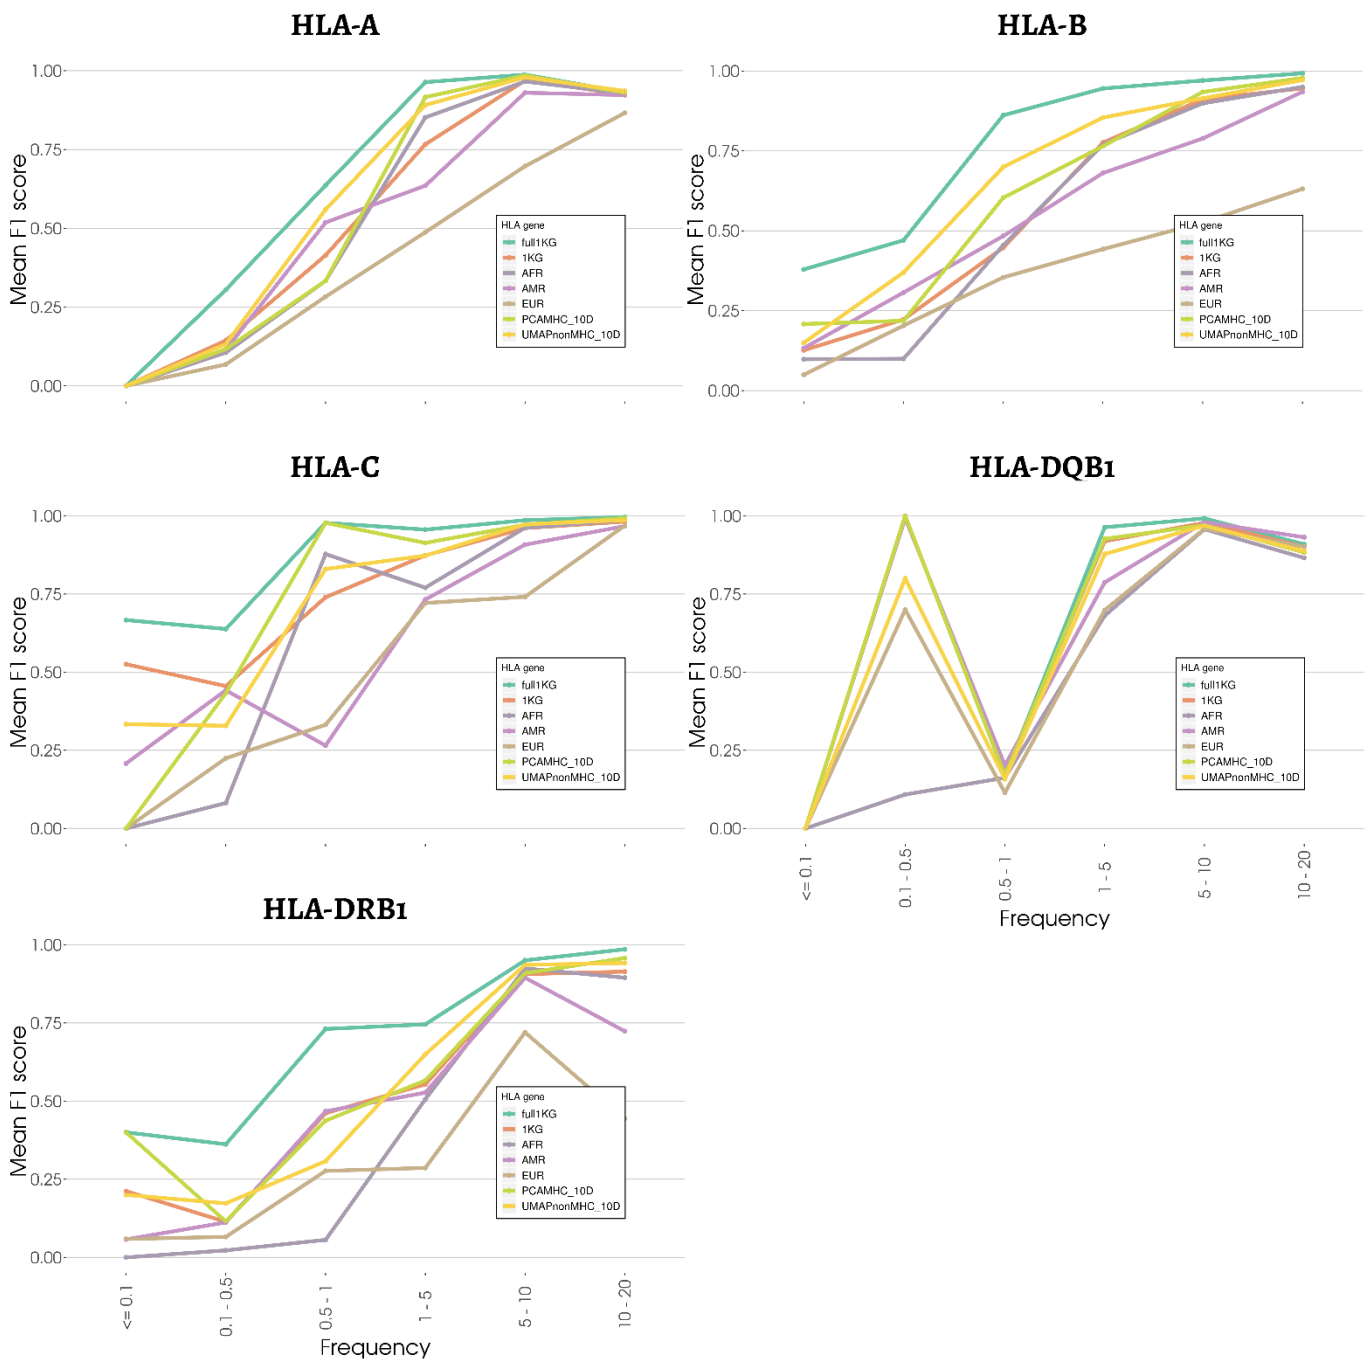 HLA-A
1.00
0.75
0.50
0.25
0.00
Mean F1 score
HLA gene
full1KG
1KG
AFR
AMR
EUR
PCAMHC_10D
UMAPnonMHC_10D
HLA-B
1.00
0.75
0.50
0.25
0.00
Mean F1 score
HLA gene
full1KG
1KG
AFR
AMR
EUR
PCAMHC_10D
UMAPnonMHC_10D
HLA-C
1.00
0.75
0.50
0.25
0.00
Mean F1 score
HLA gene
full1KG
1KG
AFR
AMR
EUR
PCAMHC_10D
UMAPnonMHC_10D
HLA-DQB1
1.00
0.75
0.50
0.25
0.00
Mean F1 score
HLA gene
full1KG
1KG
AFR
AMR
EUR
PCAMHC_10D
UMAPnonMHC_10D
<= 0.1
0.1 - 0.5
0.5 - 1
1 - 5
5 - 10
10 - 20
Frequency
HLA-DRB1
1.00
0.75
0.50
0.25
0.00
Mean F1 score
HLA gene
full1KG
1KG
AFR
AMR
EUR
PCAMHC_10D
UMAPnonMHC_10D
<= 0.1
0.1 - 0.5
0.5 - 1
1 - 5
5 - 10
10 - 20
Frequency